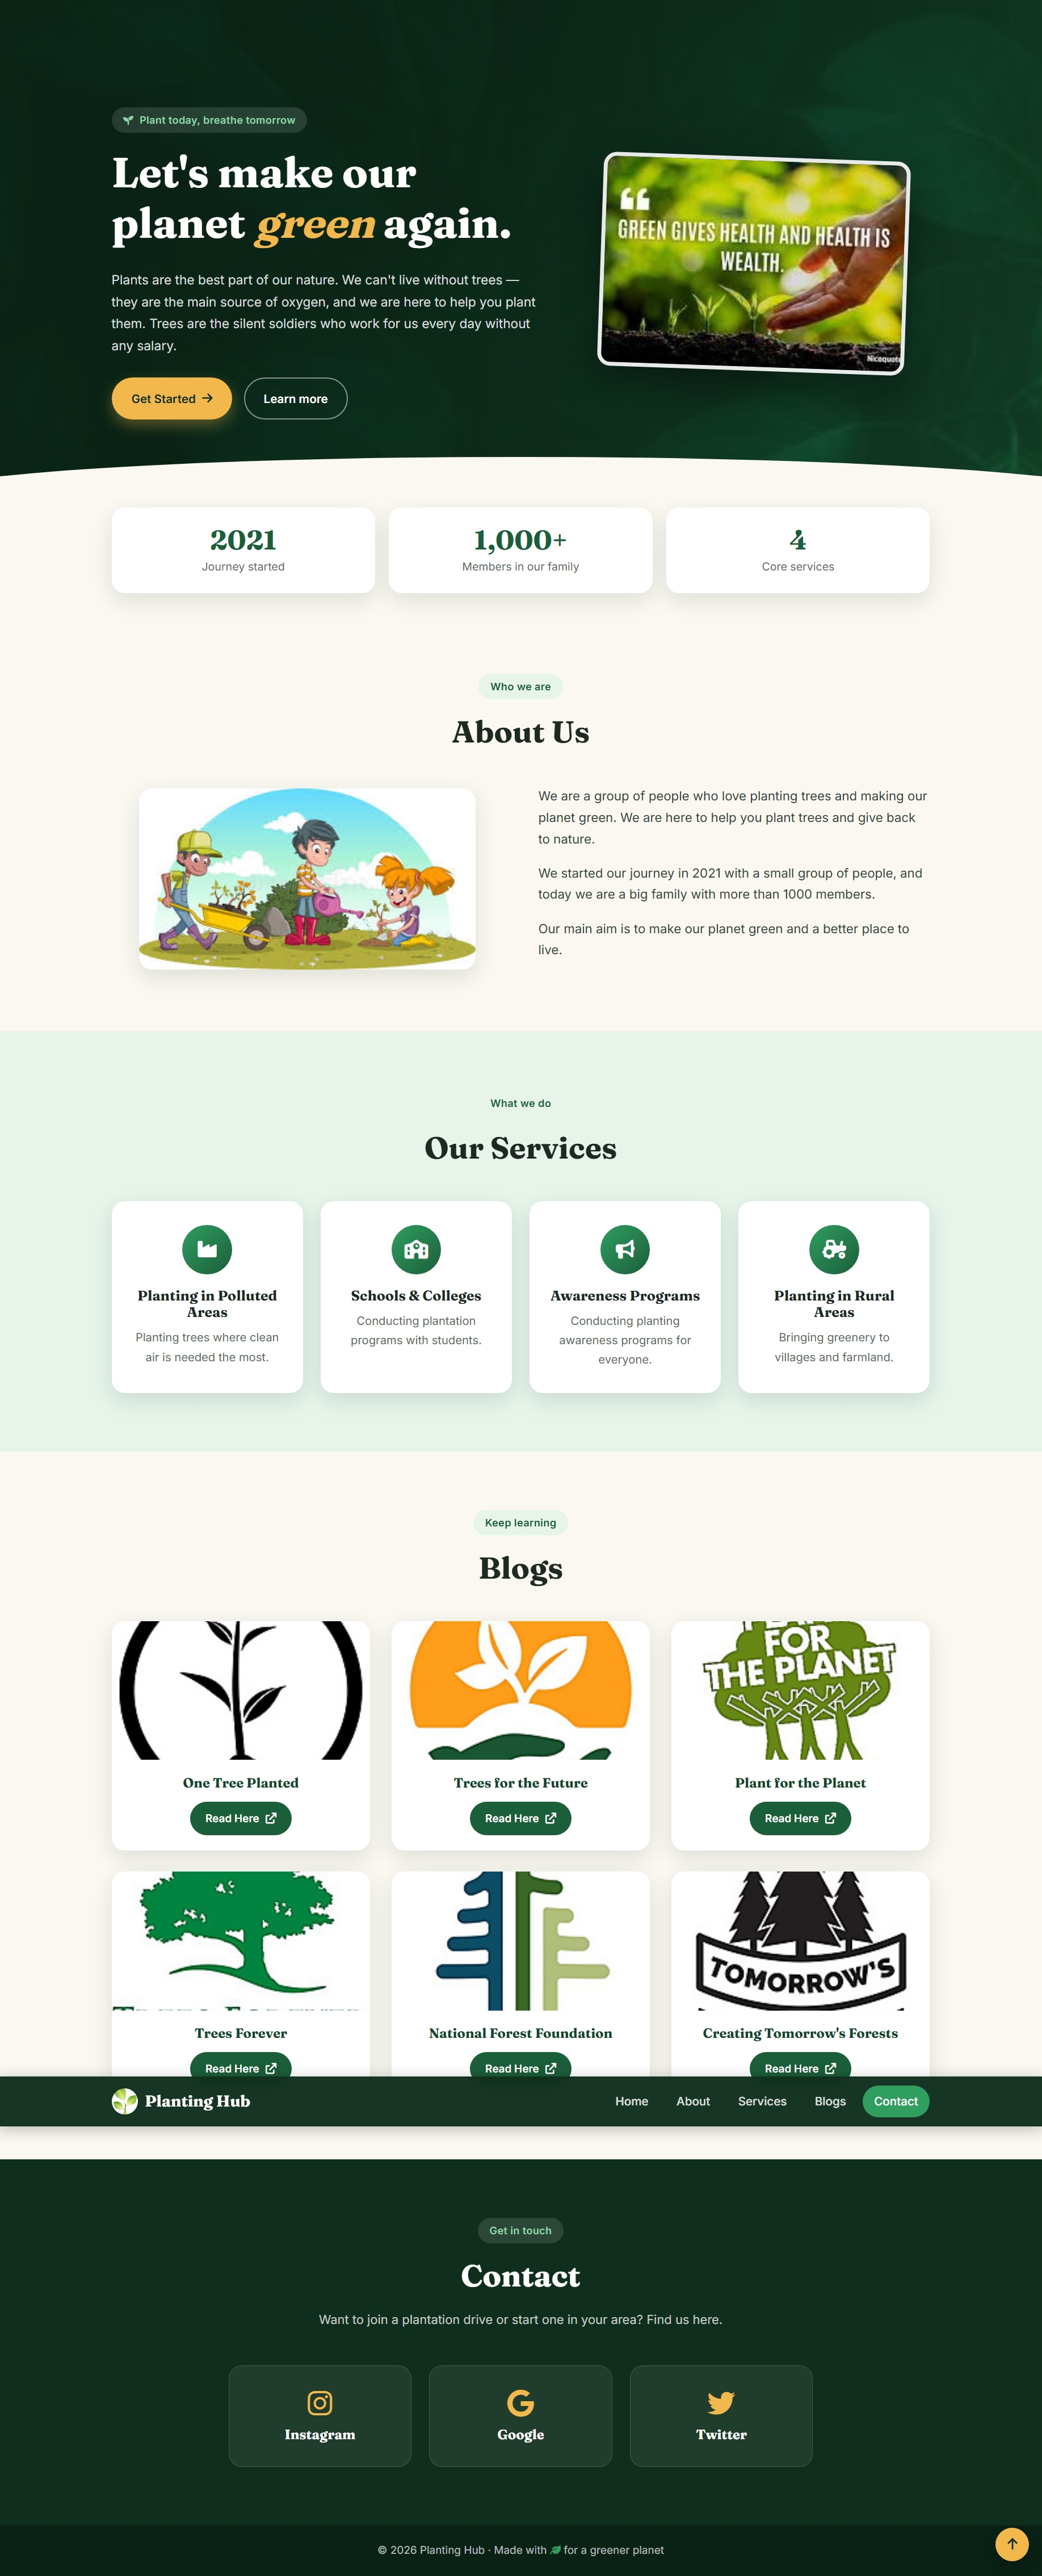 Plant today, breathe tomorrow
Let's make our
planet green again.
Plants are the best part of our nature. We can't live without trees —
they are the main source of oxygen, and we are here to help you plant
them. Trees are the silent soldiers who work for us every day without
any salary.
Get Started
Learn more
GREEN GIVES HEALTH AND HEALTH IS
WEALTH.
2021
Journey started
1,000+
Members in our family
4
Core services
Who we are
About Us
We are a group of people who love planting trees and making our
planet green. We are here to help you plant trees and give back
to nature.
We started our journey in 2021 with a small group of people, and
today we are a big family with more than 1000 members.
Our main aim is to make our planet green and a better place to
live.
What we do
Our Services
Planting in Polluted
Areas
Planting trees where clean
air is needed the most.
Schools & Colleges
Conducting plantation
programs with students.
Awareness Programs
Conducting planting
awareness programs for
everyone.
Planting in Rural
Areas
Bringing greenery to
villages and farmland.
Keep learning
Blogs
One Tree Planted
Read Here
Trees for the Future
Read Here
FOR
THE PLANET
Plant for the Planet
Read Here
Trees Forever
Read Here
National Forest Foundation
Read Here
TOMORROW'S
Creating Tomorrow's Forests
Read Here
Planting Hub
Home
About
Services
Blogs
Contact
Get in touch
Contact
Want to join a plantation drive or start one in your area? Find us here.
Instagram
Google
Twitter
© 2026 Planting Hub · Made with for a greener planet